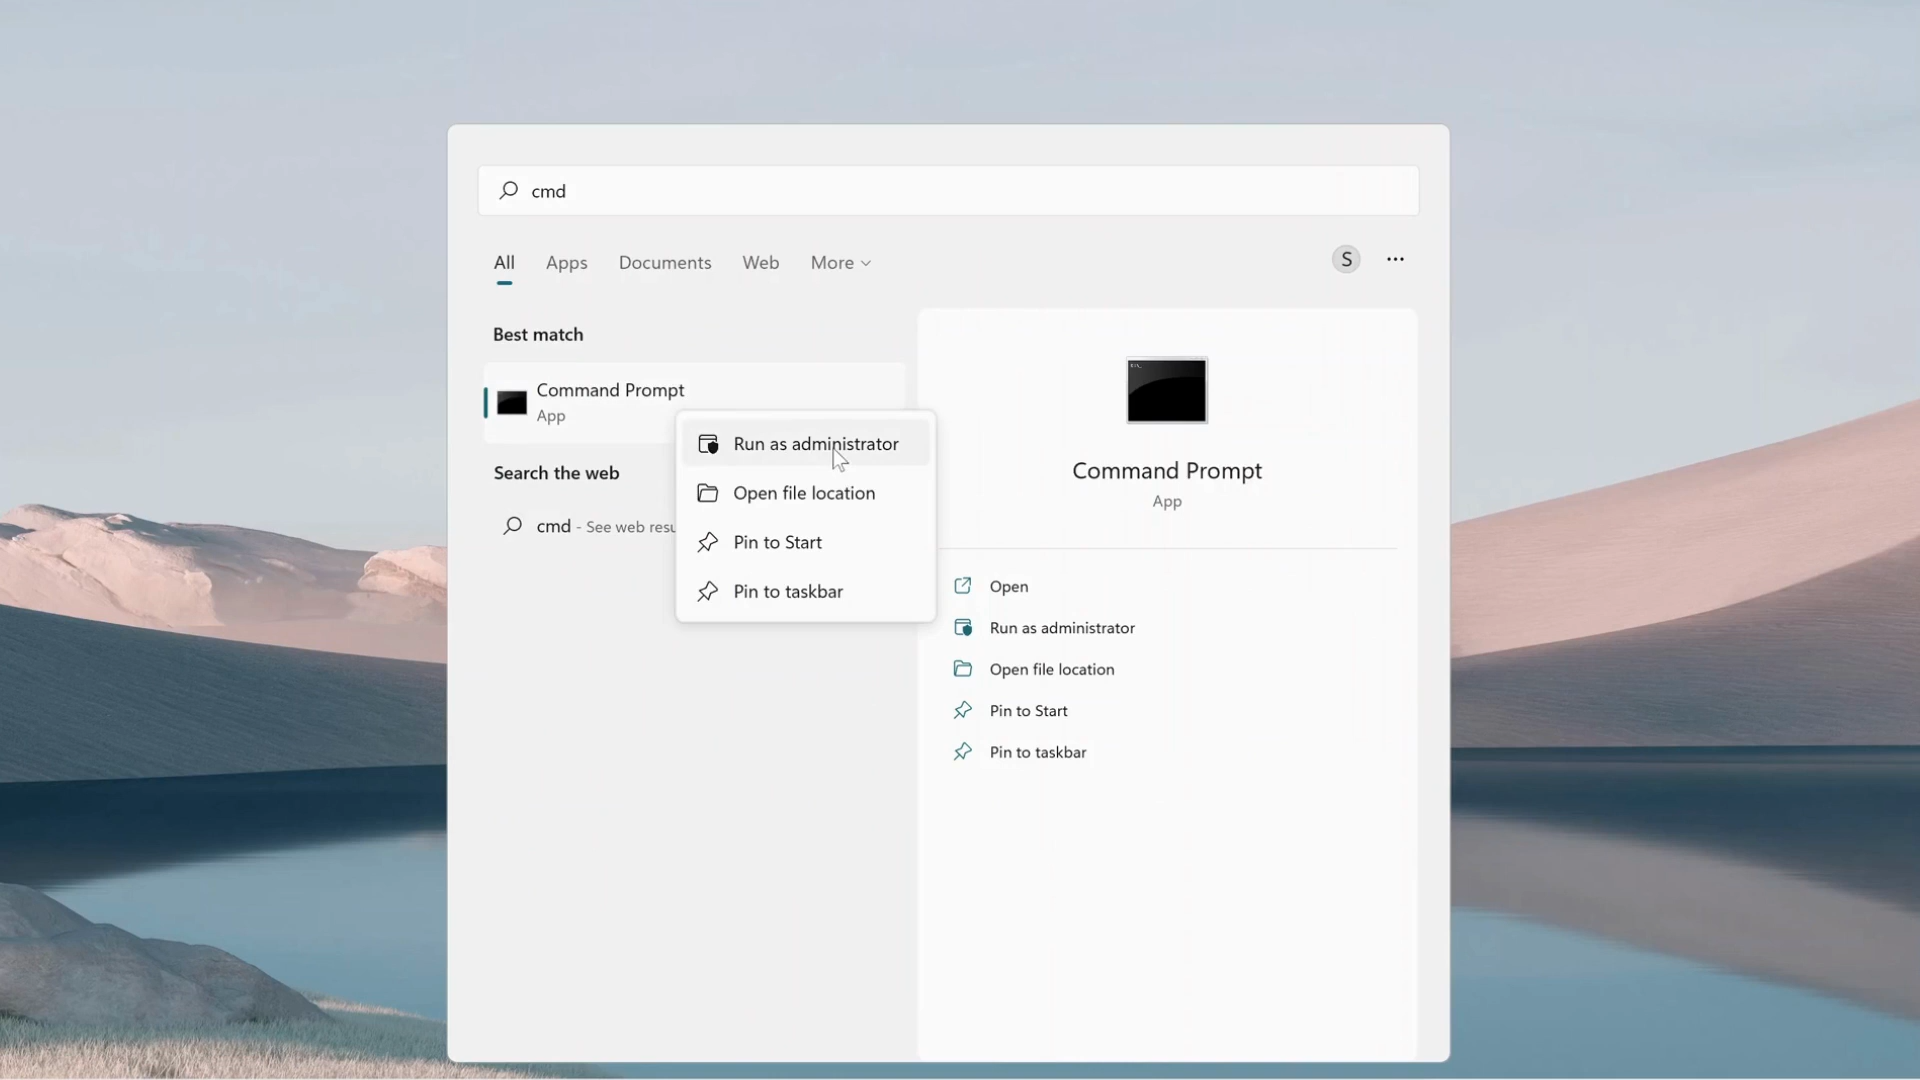 cmd
All Apps Documents Web More
S
Best match
Command Prompt
App
Search the web
cmd - See web resu
Run as administrator
Open file location
Pin to Start
Pin to taskbar
Command Prompt
App
Open
Run as administrator
Open file location
Pin to Start
Pin to taskbar